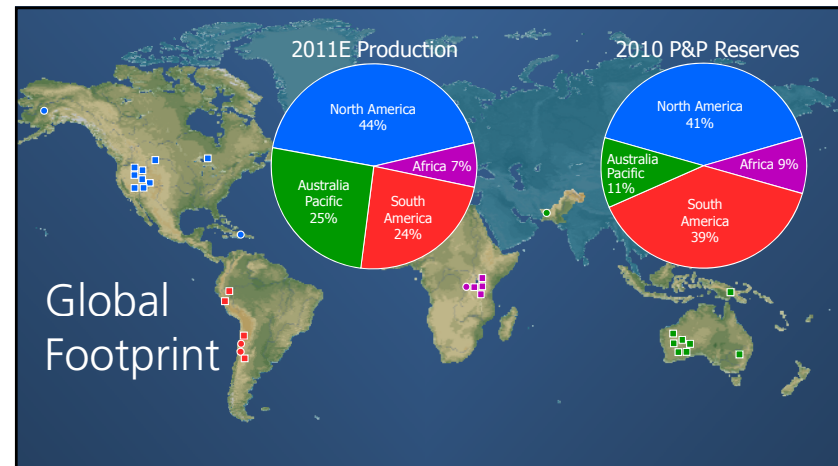 2011E Production
North America
44%
Africa 7%
Australia
Pacific
25%
South
America
24%
2010 P&P Reserves
North America
41%
Africa 9%
Australia
Pacific
11%
South
America
39%
Global
Footprint